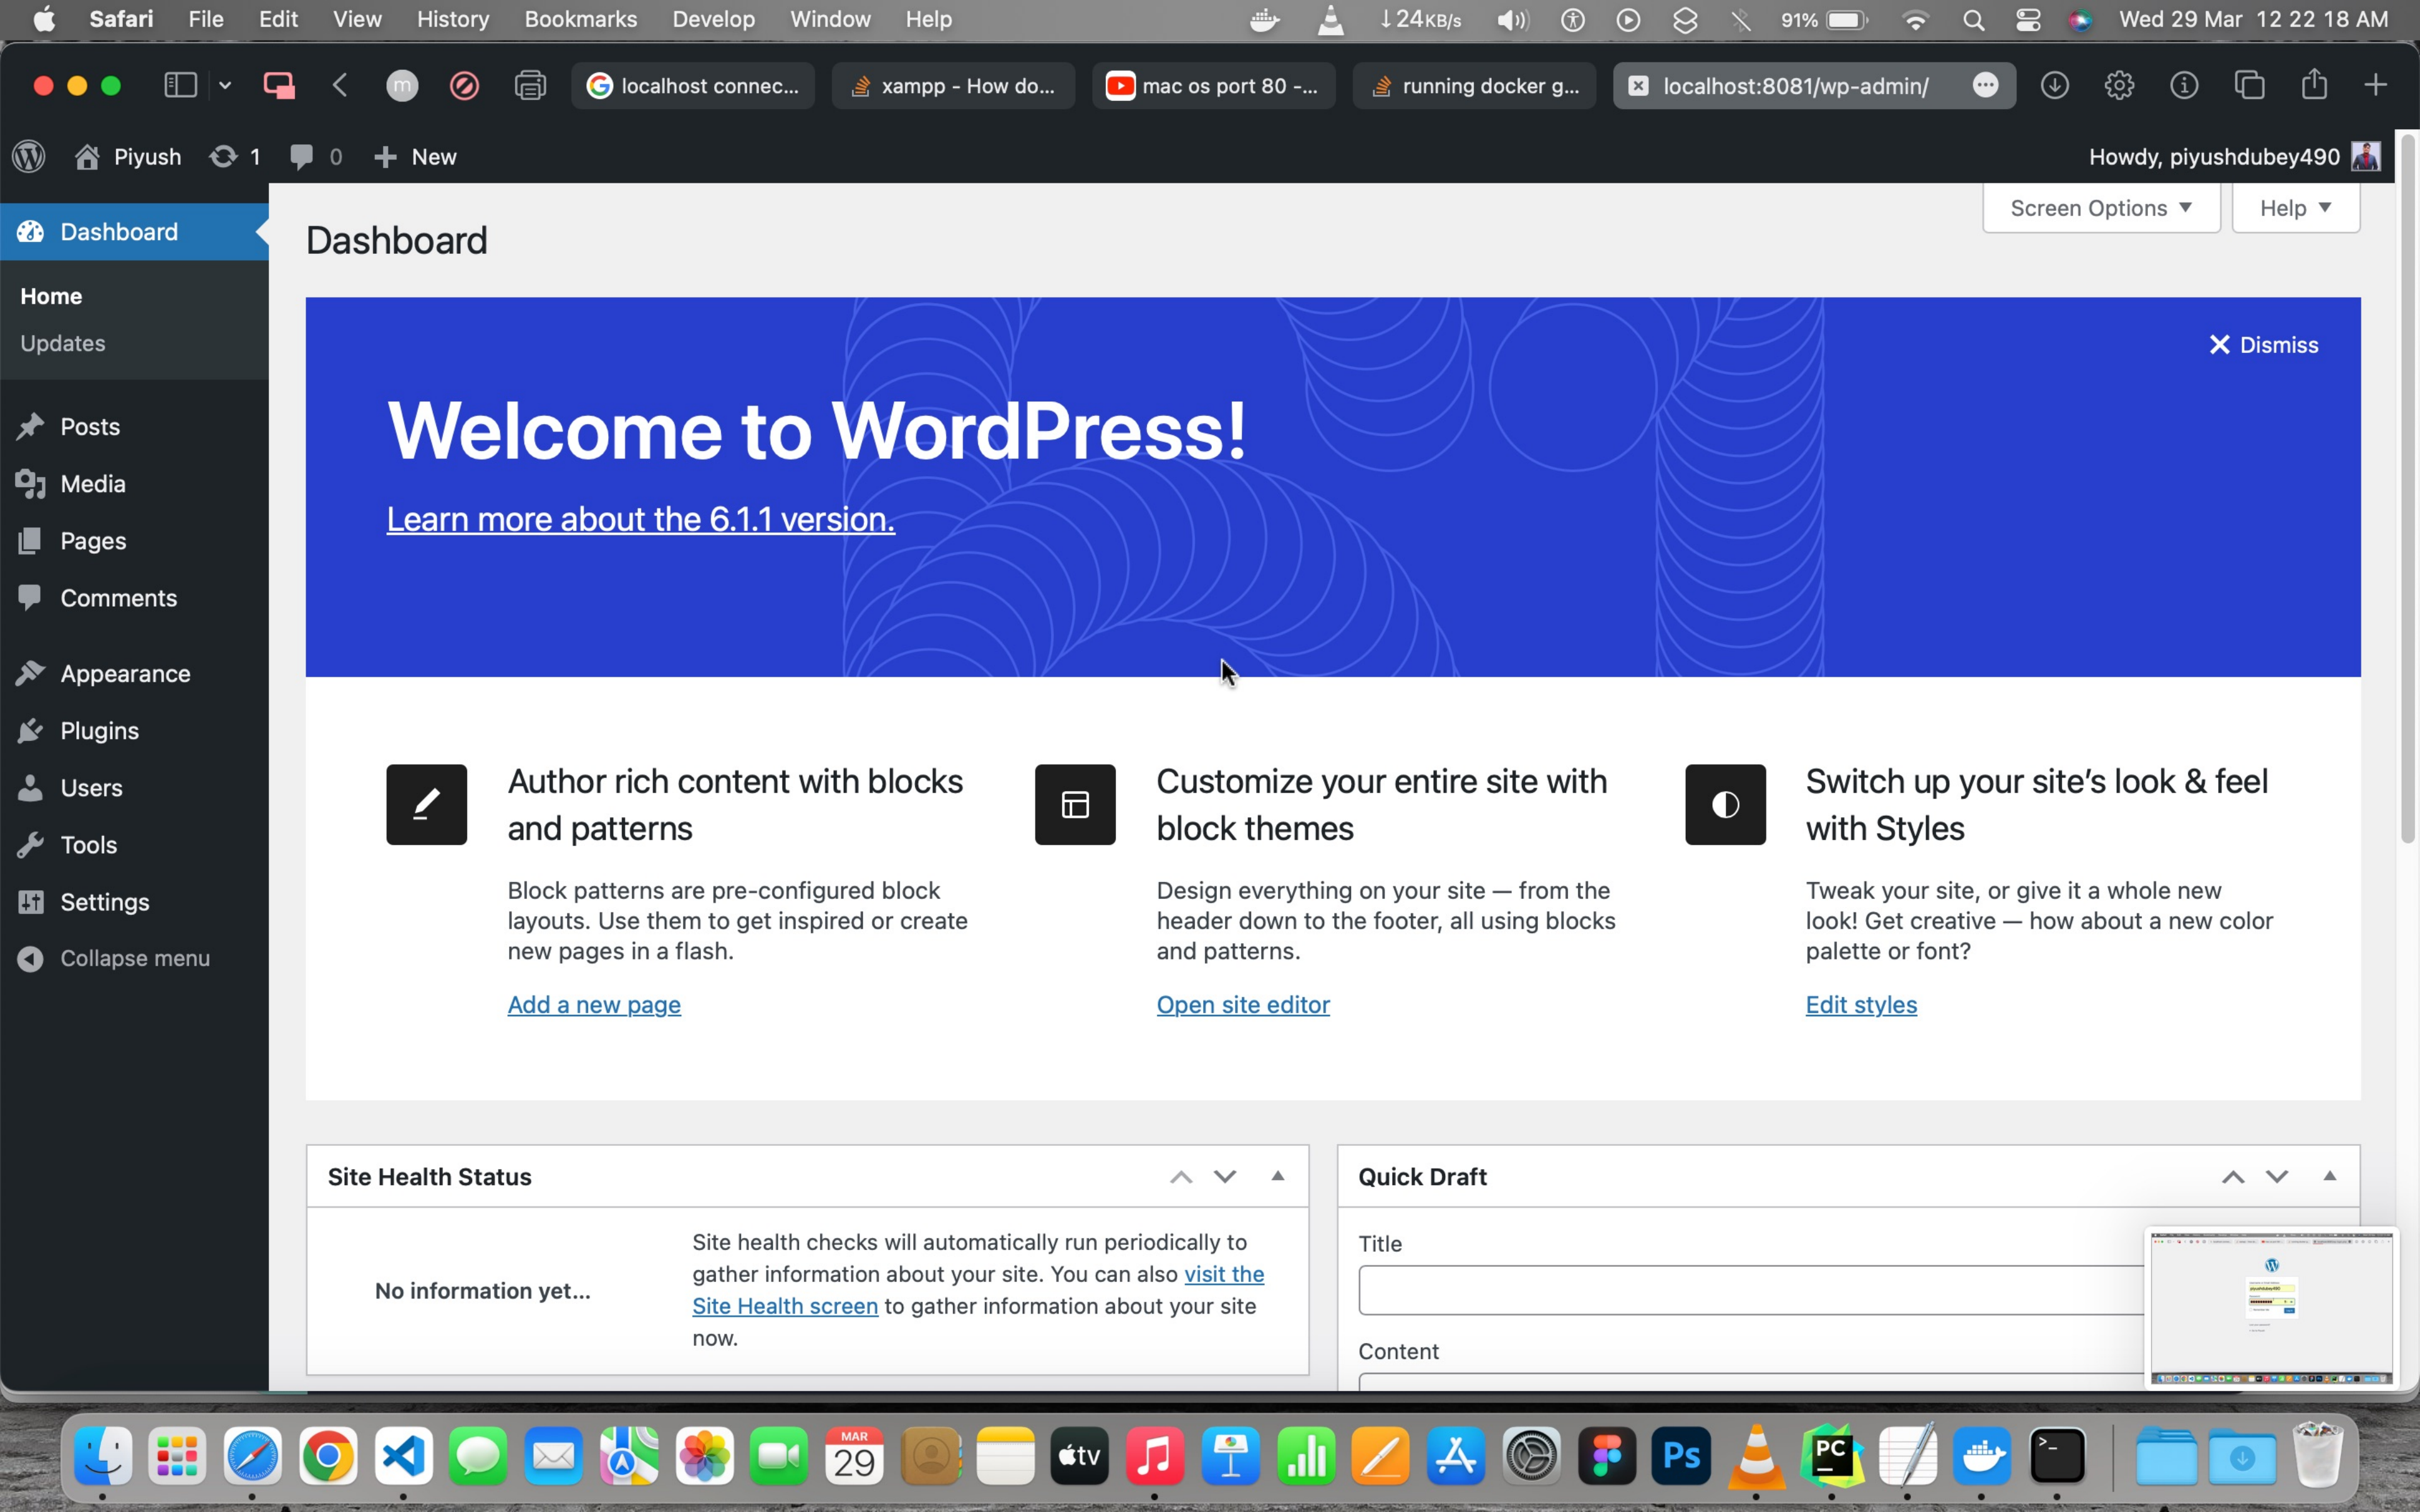 Safari File Edit View History Bookmarks Develop Window Help ↓24KB/s 91% Wed 29 Mar 12 22 18 AM
m localhost connec... xampp - How do... mac os port 80 -... running docker g... localhost:8081/wp-admin/
Piyush 1 0 New Howdy, piyushdubey490
Screen Options Help
Dashboard
Home
Updates
Posts
Media
Pages
Comments
Appearance
Plugins
Users
Tools
Settings
Collapse menu
Dashboard
Dismiss
Welcome to WordPress!
Learn more about the 6.1.1 version.
Author rich content with blocks
and patterns
Block patterns are pre-configured block
layouts. Use them to get inspired or create
new pages in a flash.
Add a new page
Customize your entire site with
block themes
Design everything on your site — from the
header down to the footer, all using blocks
and patterns.
Open site editor
Switch up your site’s look & feel
with Styles
Tweak your site, or give it a whole new
look! Get creative — how about a new color
palette or font?
Edit styles
Site Health Status
No information yet...
Site health checks will automatically run periodically to
gather information about your site. You can also visit the
Site Health screen to gather information about your site
now.
Quick Draft
Title
Content
MAR
29
tv
Ps
PC